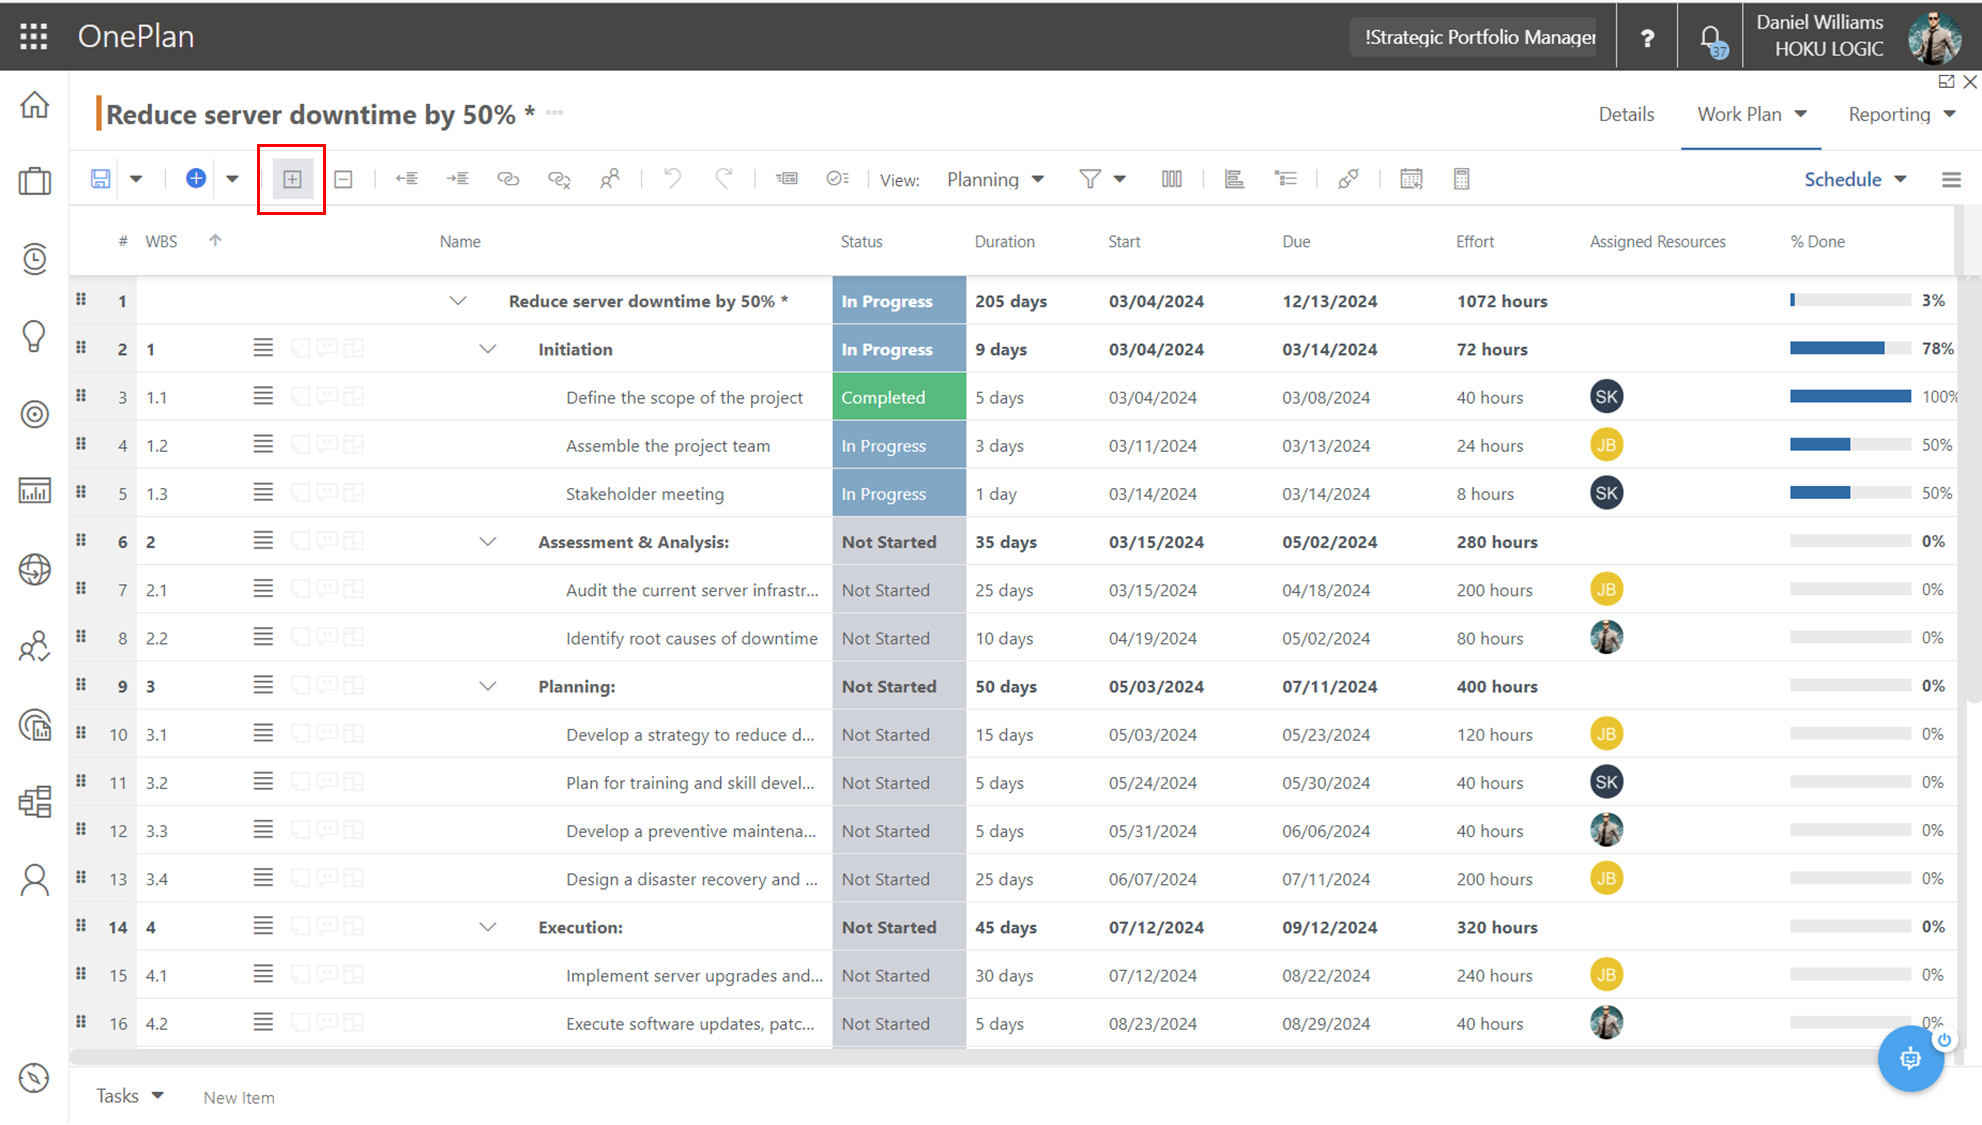 OnePlan
!Strategic Portfolio Manager
?
37
Daniel Williams
HOKU LOGIC
Reduce server downtime by 50% * ...
Details Work Plan Reporting
View: Planning Schedule
# WBS Name Status Duration Start Due Effort Assigned Resources % Done
1 Reduce server downtime by 50% * In Progress 205 days 03/04/2024 12/13/2024 1072 hours 3%
2 1 Initiation In Progress 9 days 03/04/2024 03/14/2024 72 hours 78%
3 1.1 Define the scope of the project Completed 5 days 03/04/2024 03/08/2024 40 hours SK 100%
4 1.2 Assemble the project team In Progress 3 days 03/11/2024 03/13/2024 24 hours JB 50%
5 1.3 Stakeholder meeting In Progress 1 day 03/14/2024 03/14/2024 8 hours SK 50%
6 2 Assessment & Analysis: Not Started 35 days 03/15/2024 05/02/2024 280 hours 0%
7 2.1 Audit the current server infrastr... Not Started 25 days 03/15/2024 04/18/2024 200 hours JB 0%
8 2.2 Identify root causes of downtime Not Started 10 days 04/19/2024 05/02/2024 80 hours 0%
9 3 Planning: Not Started 50 days 05/03/2024 07/11/2024 400 hours 0%
10 3.1 Develop a strategy to reduce d... Not Started 15 days 05/03/2024 05/23/2024 120 hours JB 0%
11 3.2 Plan for training and skill devel... Not Started 5 days 05/24/2024 05/30/2024 40 hours SK 0%
12 3.3 Develop a preventive maintena... Not Started 5 days 05/31/2024 06/06/2024 40 hours 0%
13 3.4 Design a disaster recovery and ... Not Started 25 days 06/07/2024 07/11/2024 200 hours JB 0%
14 4 Execution: Not Started 45 days 07/12/2024 09/12/2024 320 hours 0%
15 4.1 Implement server upgrades and... Not Started 30 days 07/12/2024 08/22/2024 240 hours JB 0%
16 4.2 Execute software updates, patc... Not Started 5 days 08/23/2024 08/29/2024 40 hours 0%
Tasks New Item